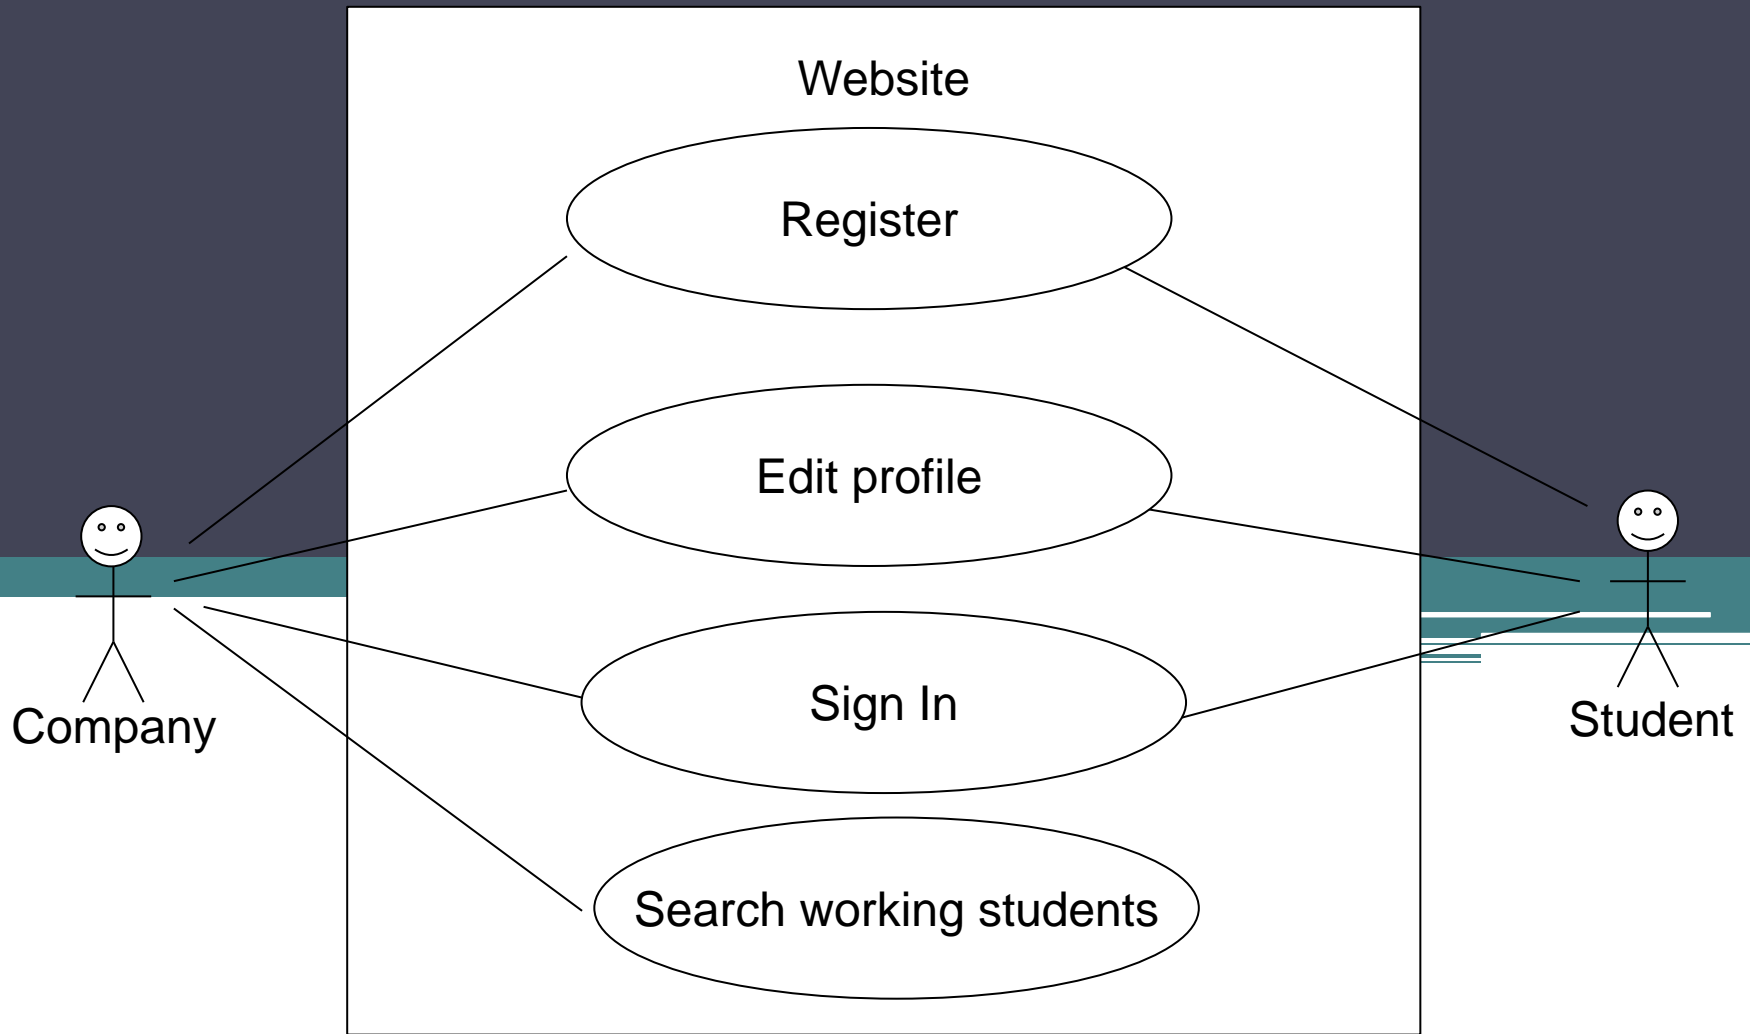 Website
Register
Edit profile
Sign In
Search working students
Company
Student